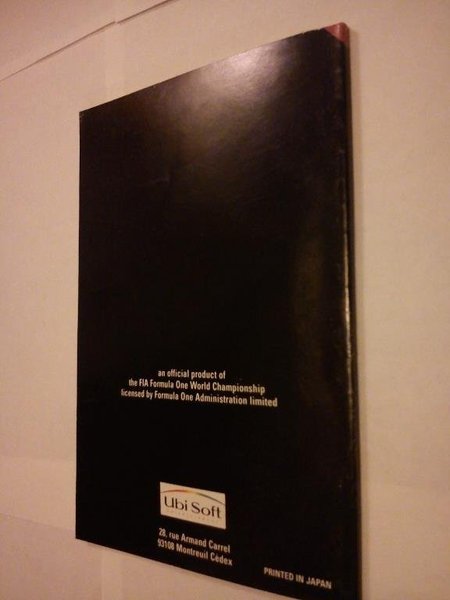 an official product of
the FIA Formula One World Championship
licensed by Formula One Administration limited
Ubi Soft
28, rue Armand Carrel
93108 Montreuil Cédex
PRINTED IN JAPAN